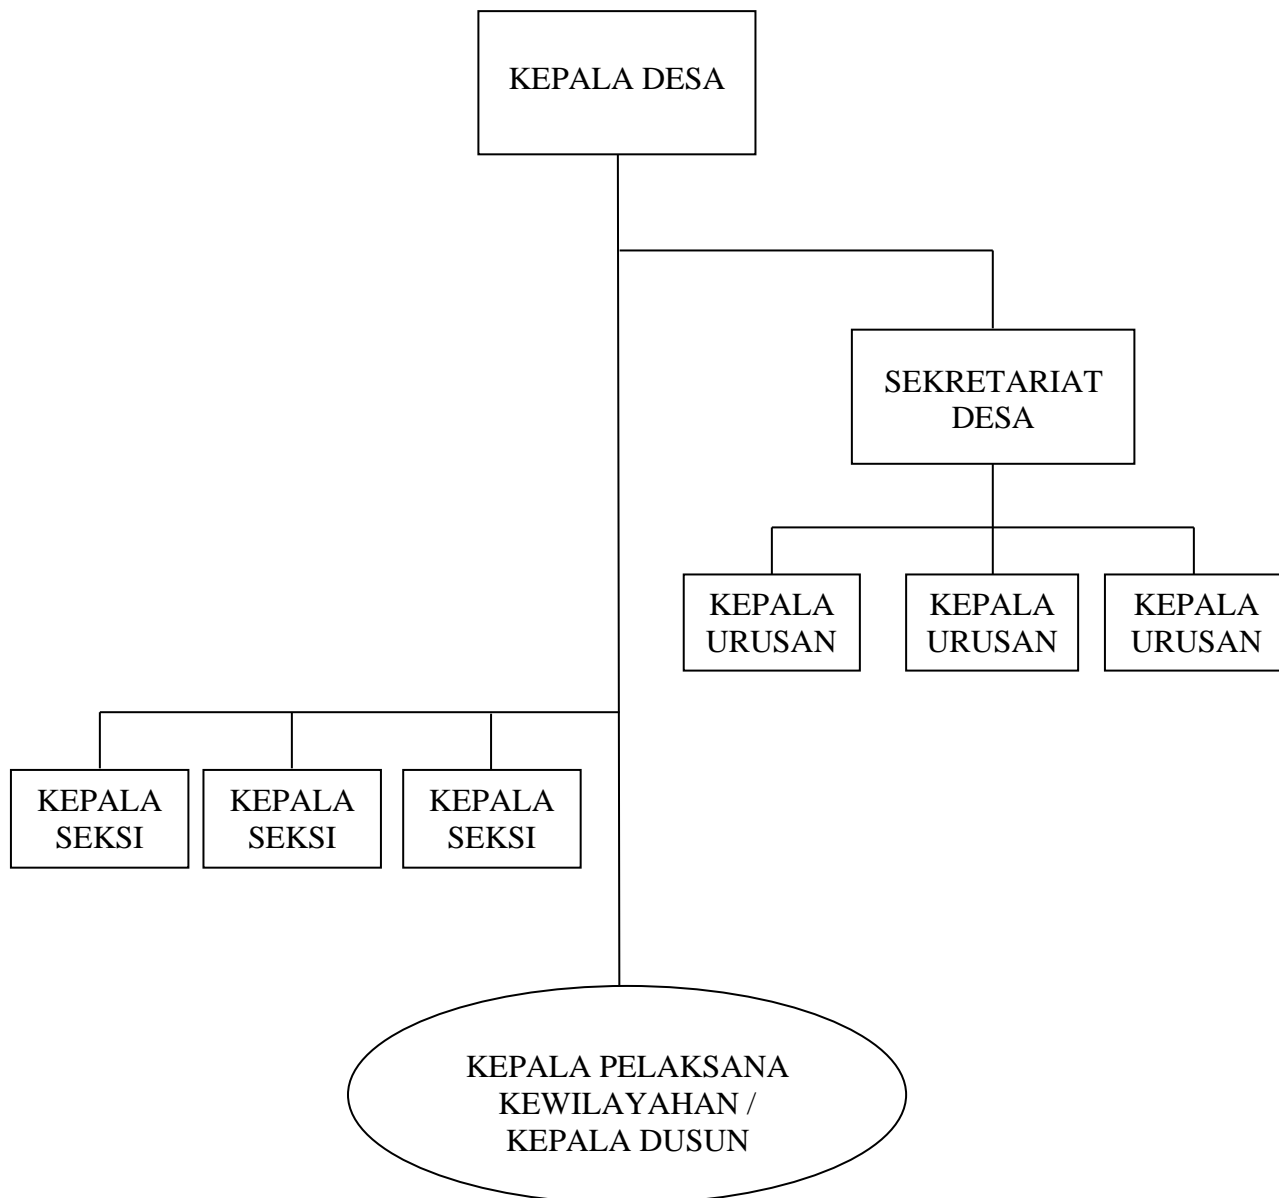 KEPALA DESA
SEKRETARIAT
DESA
KEPALA
URUSAN
KEPALA
URUSAN
KEPALA
URUSAN
KEPALA
SEKSI
KEPALA
SEKSI
KEPALA
SEKSI
KEPALA PELAKSANA
KEWILAYAHAN /
KEPALA DUSUN